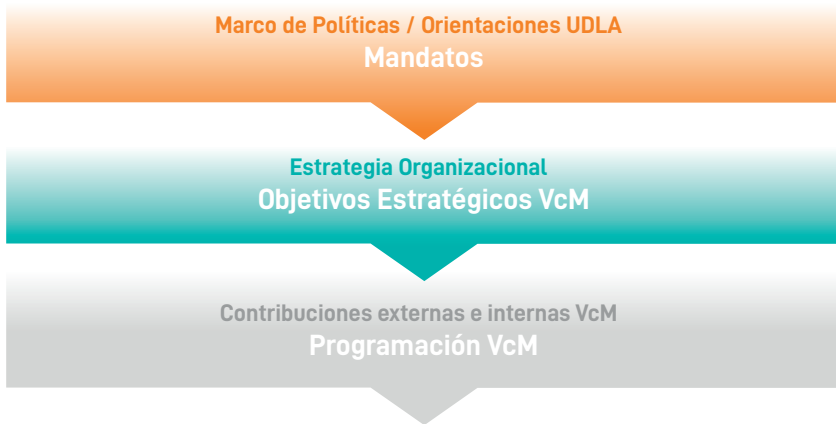 Marco de Políticas / Orientaciones UDLA
Mandatos
Estrategia Organizacional
Objetivos Estratégicos VcM
Contribuciones externas e internas VcM
Programación VcM